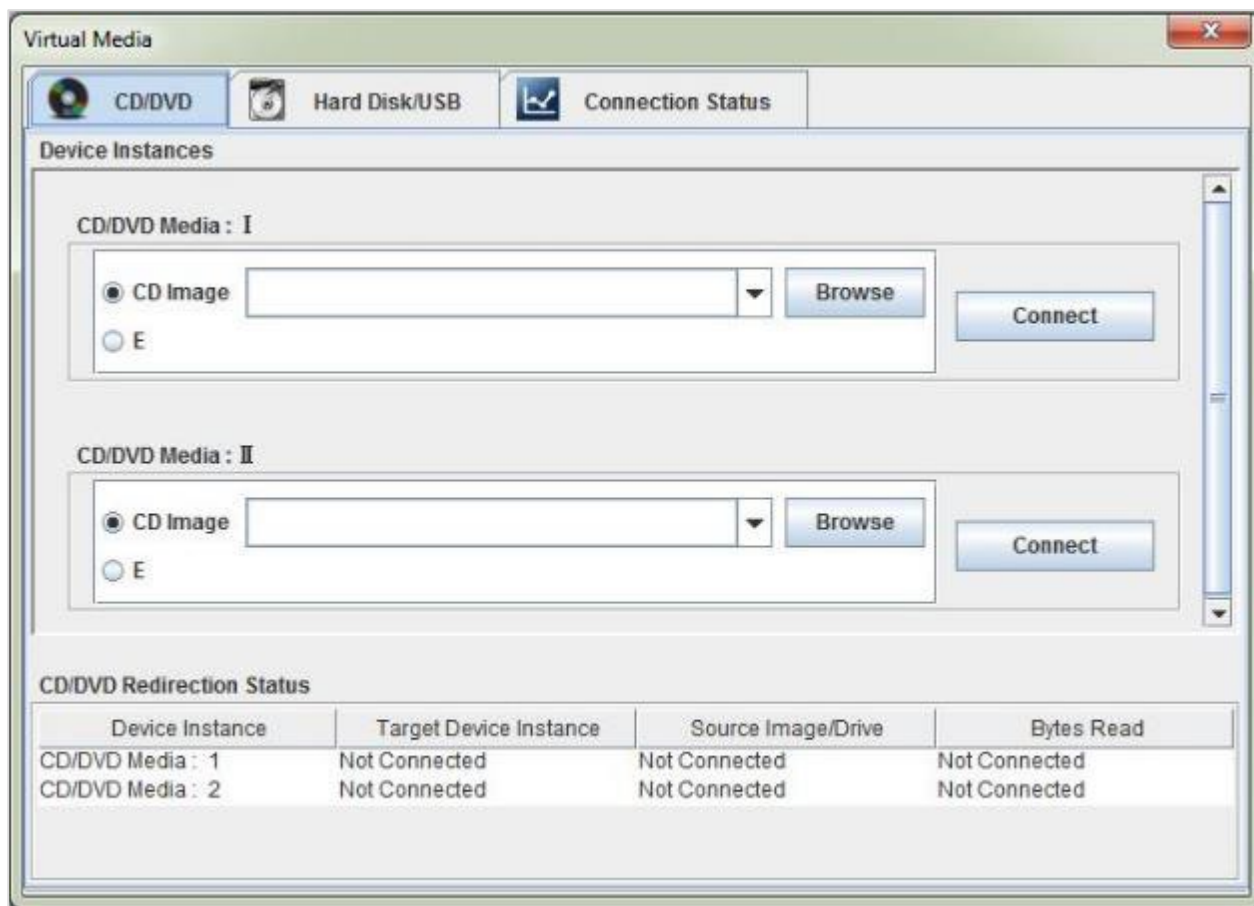 Virtual Media
CD/DVD Hard Disk/USB Connection Status
Device Instances
CD/DVD Media : Ⅰ
CD Image Browse
Connect
E
CD/DVD Media : Ⅱ
CD Image Browse
Connect
E
CD/DVD Redirection Status
Device Instance Target Device Instance Source Image/Drive Bytes Read
CD/DVD Media : 1 Not Connected Not Connected Not Connected
CD/DVD Media : 2 Not Connected Not Connected Not Connected